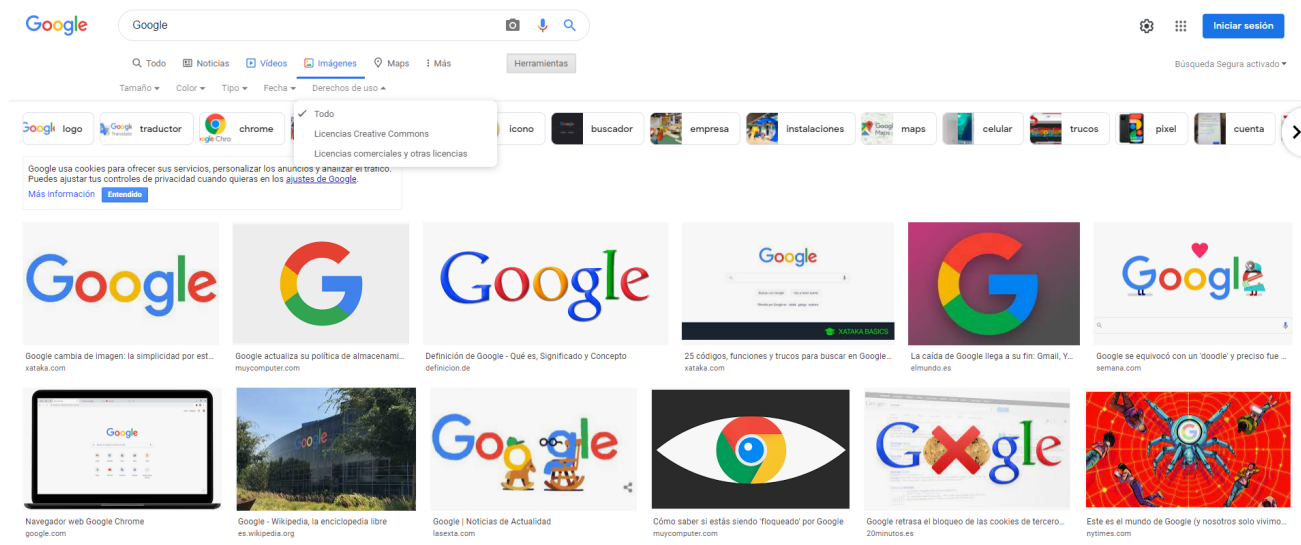 Google
Google
Iniciar sesión
Todo
Noticias
Vídeos
Imágenes
Maps
Más
Herramientas
Búsqueda Segura activado
Tamaño
Color
Tipo
Fecha
Derechos de uso
Todo
Licencias Creative Commons
Licencias comerciales y otras licencias
logo
traductor
chrome
icono
buscador
empresa
instalaciones
maps
celular
trucos
pixel
cuenta
Google usa cookies para ofrecer sus servicios, personalizar los anuncios y analizar el tráfico.
Puedes ajustar tus controles de privacidad cuando quieras en los ajustes de Google.
Más información
Entendido
Google
Google
Google
XATAKA BASICS
Google
Google cambia de imagen: la simplicidad por est...
xataka.com
Google actualiza su política de almacenami...
muycomputer.com
Definición de Google - Qué es, Significado y Concepto
definicion.de
25 códigos, funciones y trucos para buscar en Google...
xataka.com
La caída de Google llega a su fin: Gmail, Y...
elmundo.es
Google se equivocó con un 'doodle' y preciso fue ...
semana.com
Google
Google
Google
Navegador web Google Chrome
google.com
Google - Wikipedia, la enciclopedia libre
es.wikipedia.org
Google | Noticias de Actualidad
lasexta.com
Cómo saber si estás siendo 'floqueado' por Google
muycomputer.com
Google retrasa el bloqueo de las cookies de tercero...
20minutos.es
Este es el mundo de Google (y nosotros solo vivimo...
nytimes.com